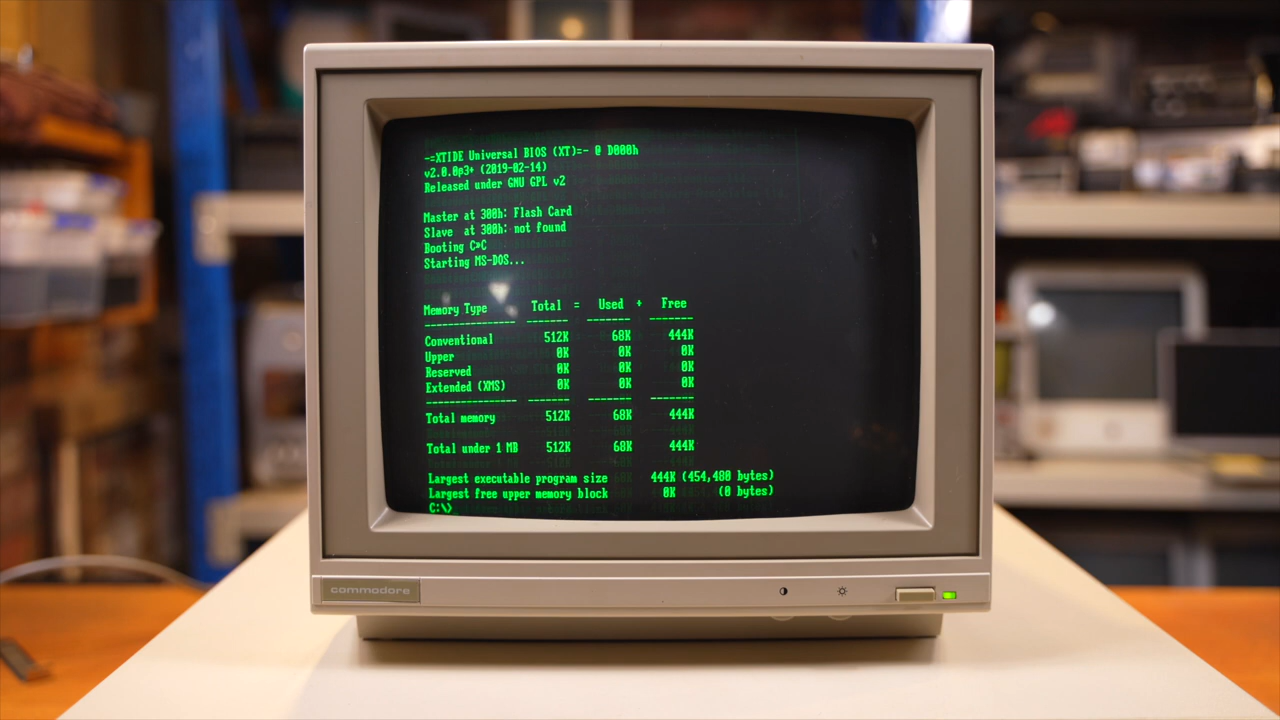 -=XTIDE Universal BIOS (XT)=- @ D000h
v2.0.0β3+ (2019-02-14)
Released under GNU GPL v2
Master at 300h: Flash Card
Slave  at 300h: not found
Booting C»C
Starting MS-DOS...
Memory Type        Total  =  Used  +  Free
----------------  -------   -------   -------
Conventional        512K      68K      444K
Upper                 0K       0K        0K
Reserved              0K       0K        0K
Extended (XMS)        0K       0K        0K
----------------  -------   -------   -------
Total memory        512K      68K      444K
Total under 1 MB    512K      68K      444K
Largest executable program size       444K (454,480 bytes)
Largest free upper memory block         0K       (0 bytes)
C:\>
commodore